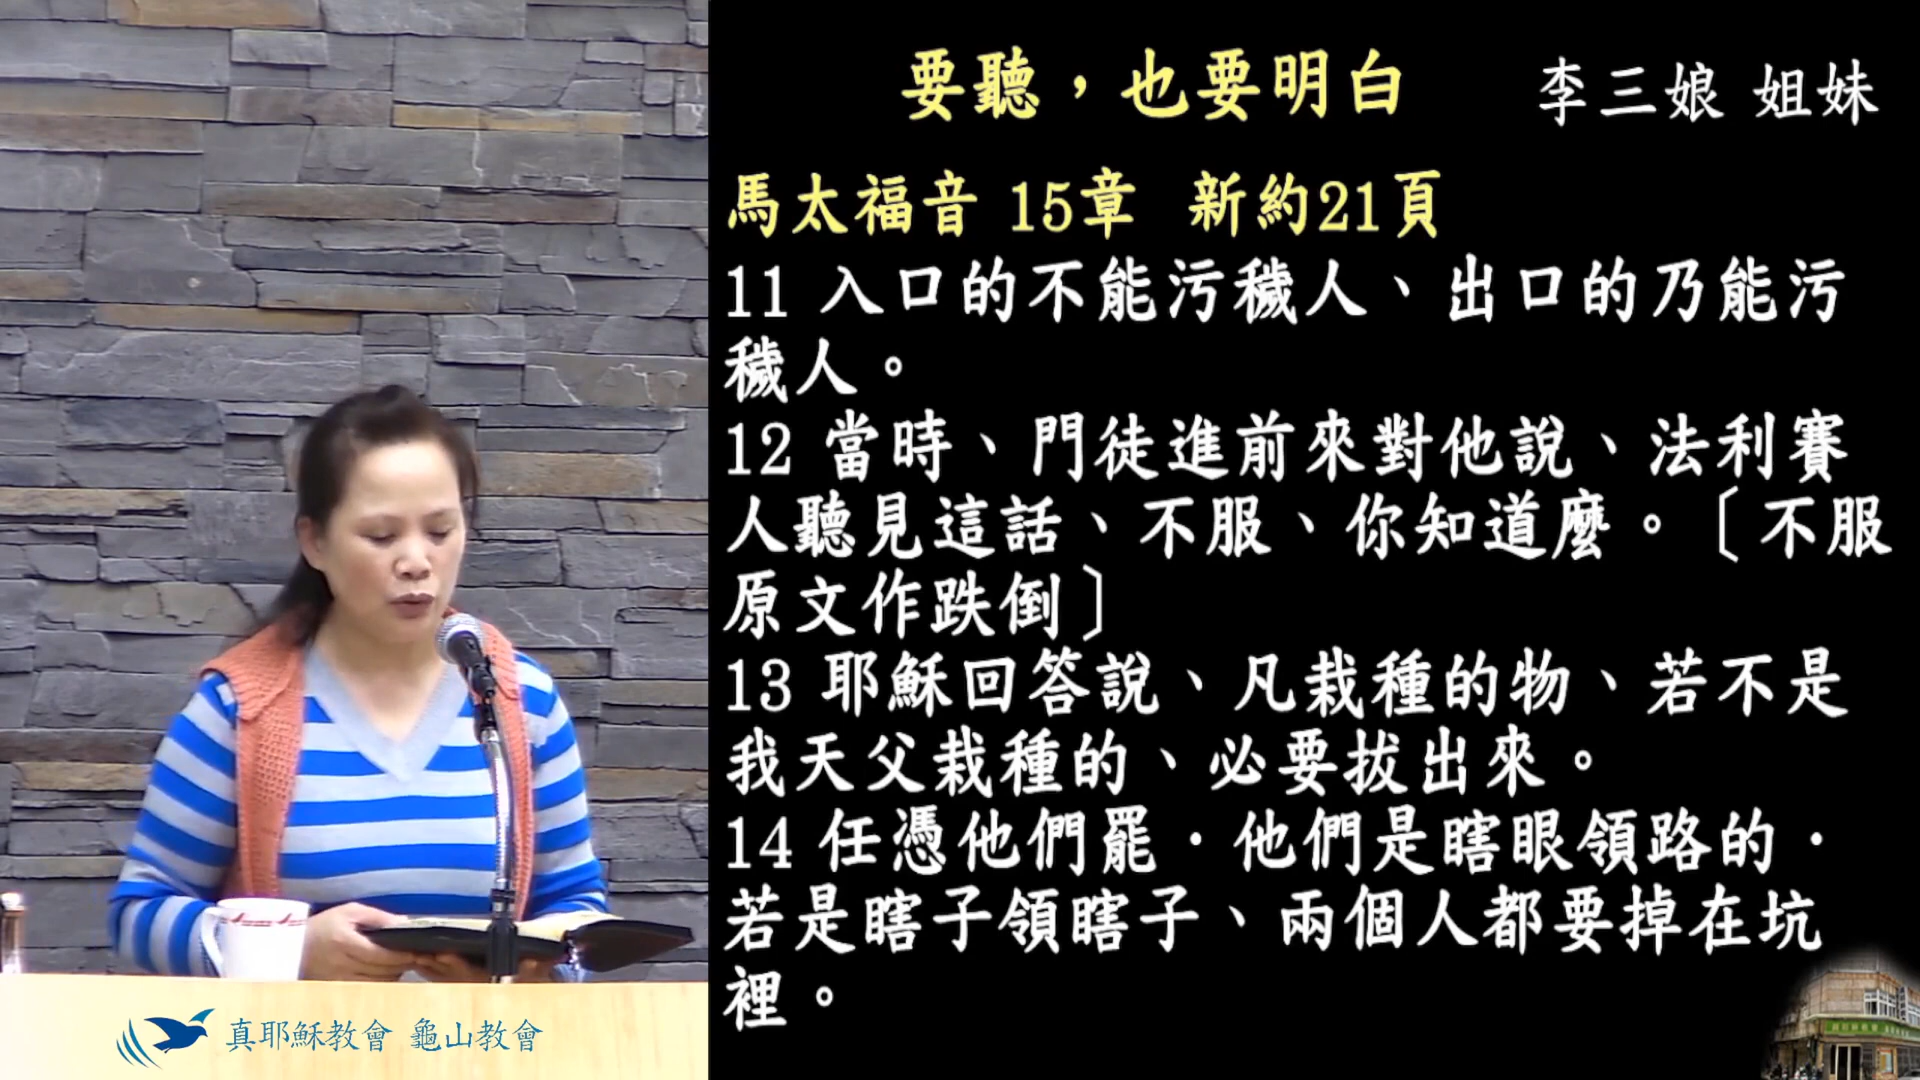 要聽，也要明白 李三娘 姐妹
馬太福音 15章 新約21頁
11 入口的不能污穢人、出口的乃能污
穢人。
12 當時、門徒進前來對他說、法利賽
人聽見這話、不服、你知道麼。〔不服
原文作跌倒〕
13 耶穌回答說、凡栽種的物、若不是
我天父栽種的、必要拔出來。
14 任憑他們罷．他們是瞎眼領路的．
若是瞎子領瞎子、兩個人都要掉在坑
裡。
真耶穌教會 龜山教會